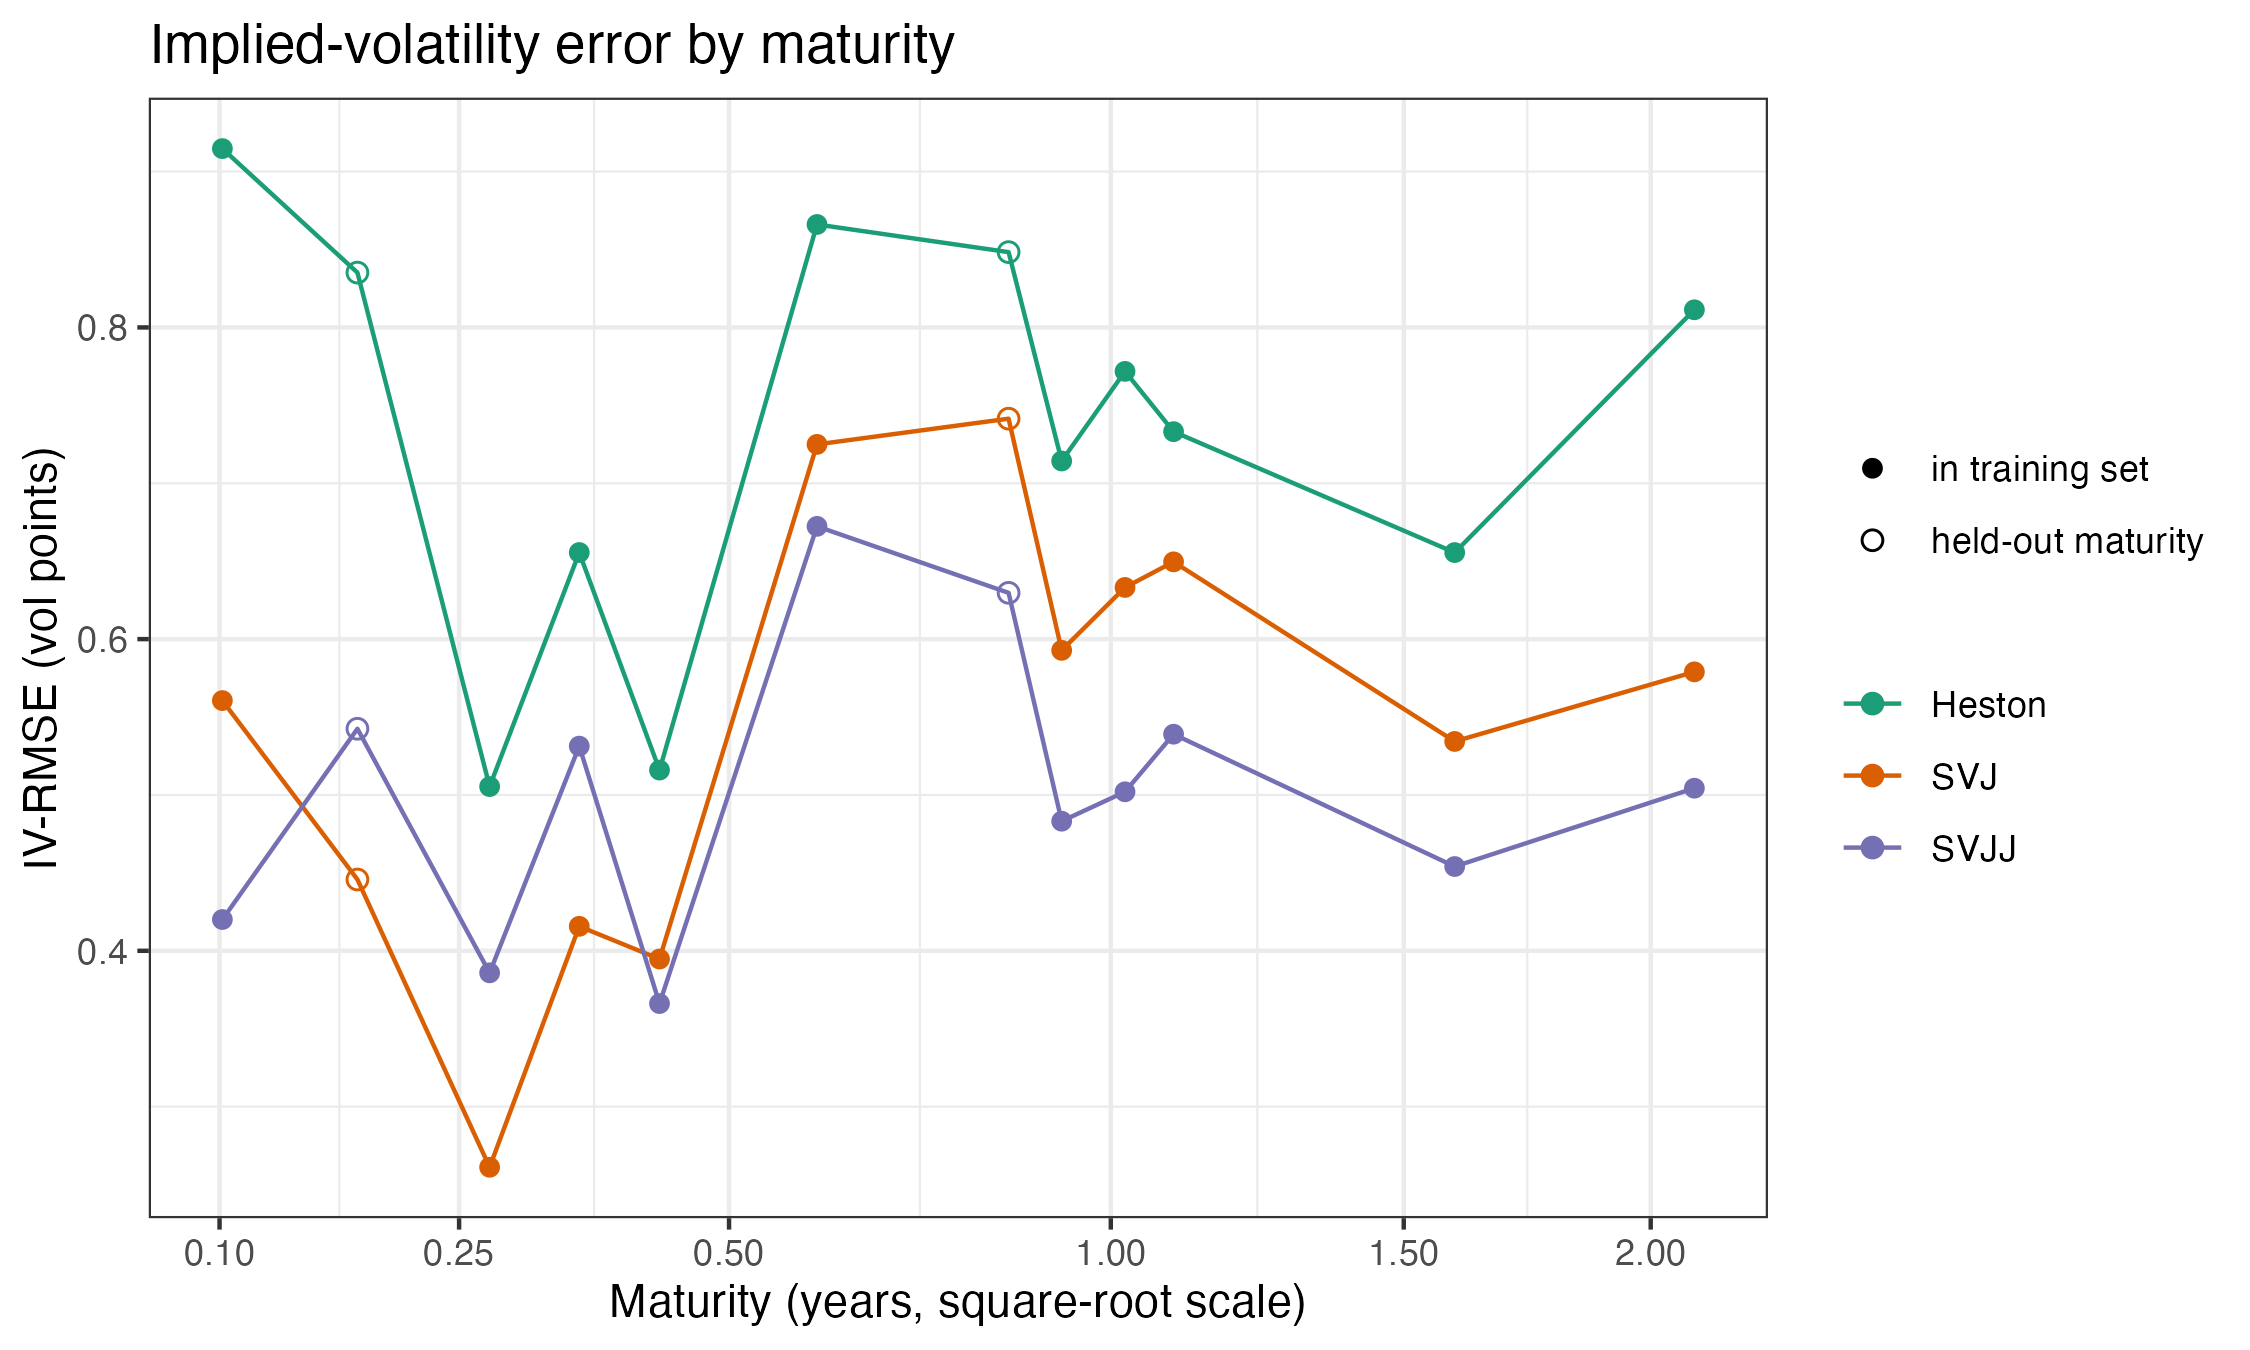 Implied-volatility error by maturity
IV-RMSE (vol points)
0.8
0.6
0.4
0.10 0.25 0.50 1.00 1.50 2.00
Maturity (years, square-root scale)
in training set
held-out maturity
Heston
SVJ
SVJJ